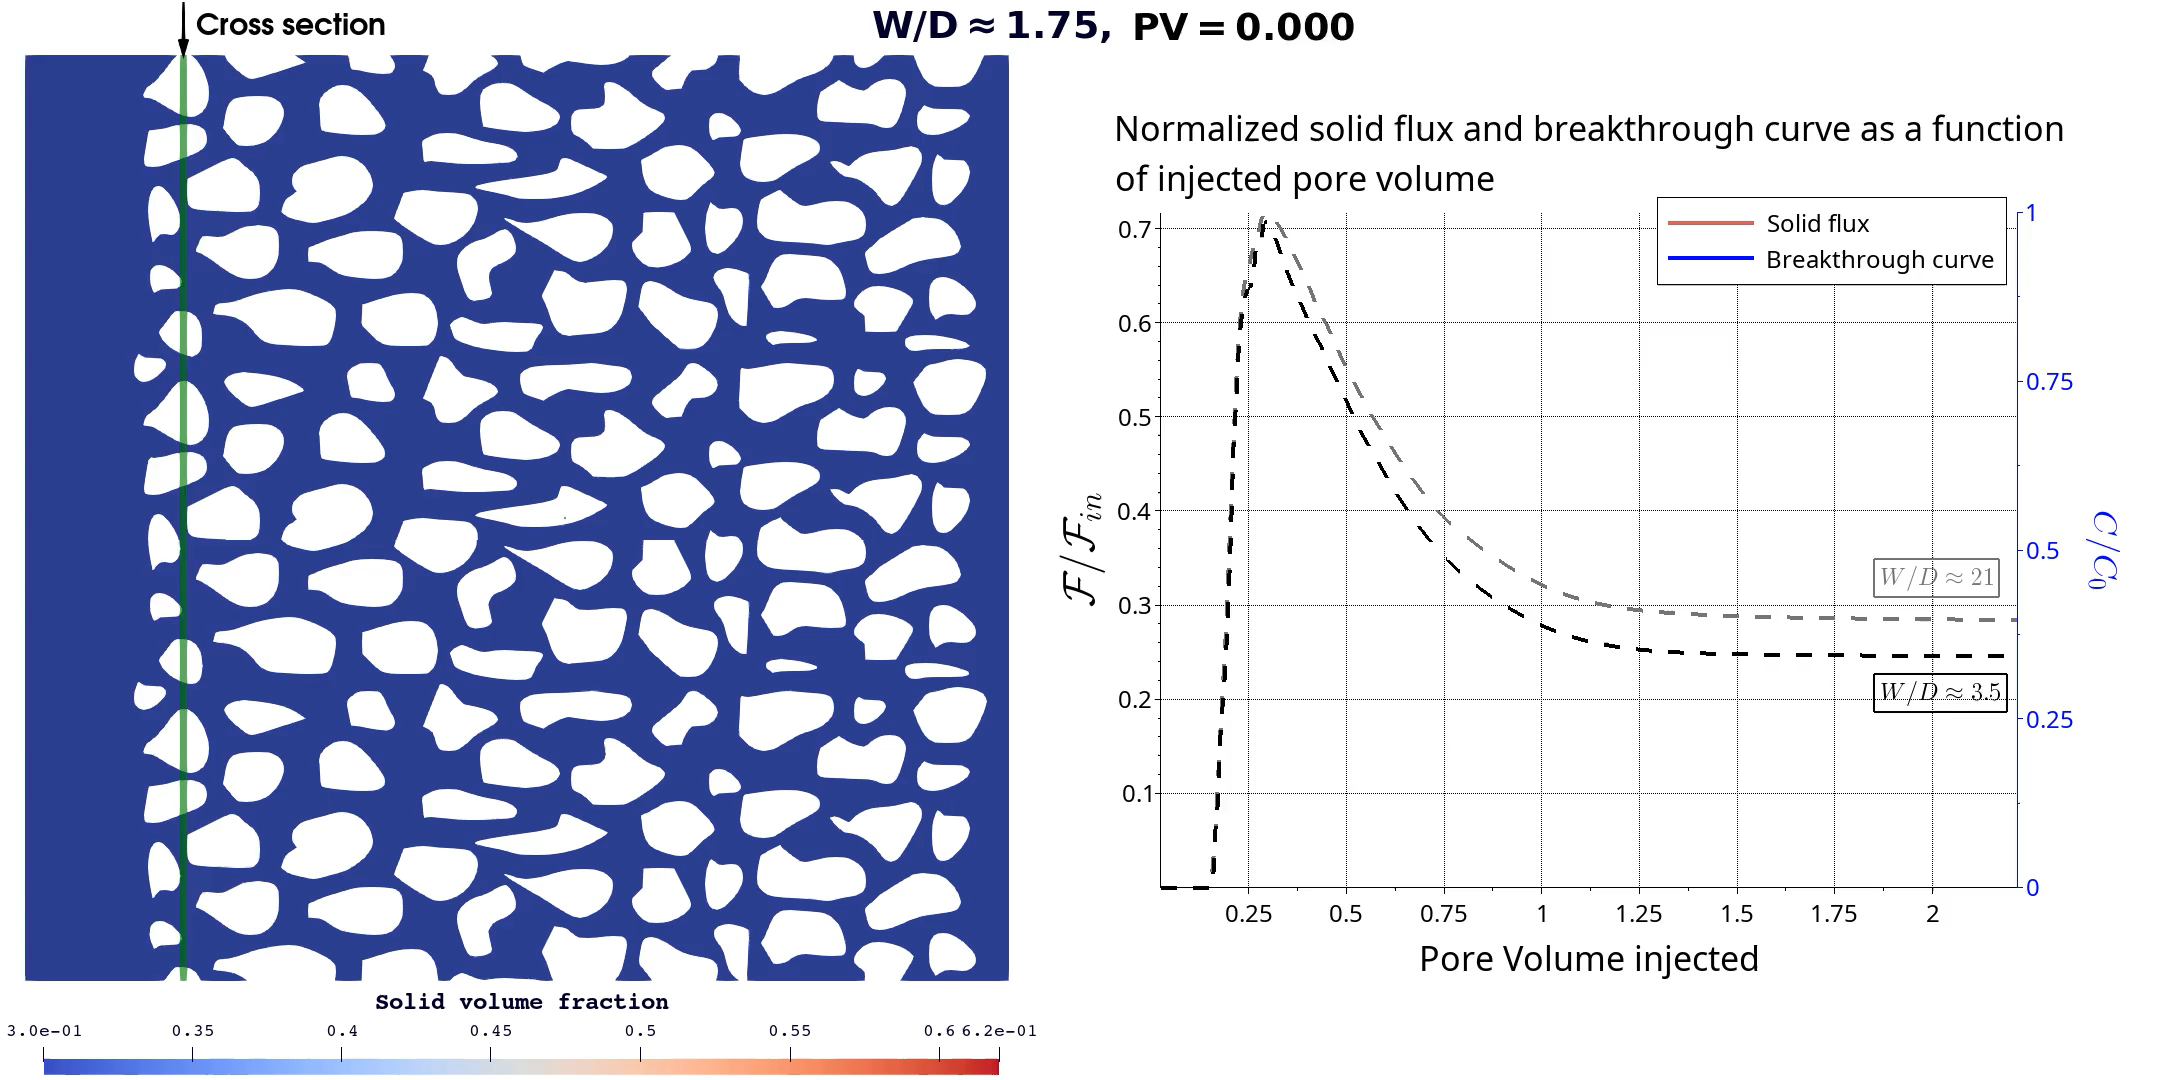 Cross section
W/D ≈ 1.75, PV = 0.000
Normalized solid flux and breakthrough curve as a function
of injected pore volume
Solid flux
Breakthrough curve
0.7
0.6
0.5
0.4
0.3
0.2
0.1
ℱ/ℱ_in
1
0.75
0.5
0.25
0
C/C₀
W/D ≈ 21
W/D ≈ 3.5
0.25 0.5 0.75 1 1.25 1.5 1.75 2
Pore Volume injected
Solid volume fraction
3.0e-01 0.35 0.4 0.45 0.5 0.55 0.6 6.2e-01